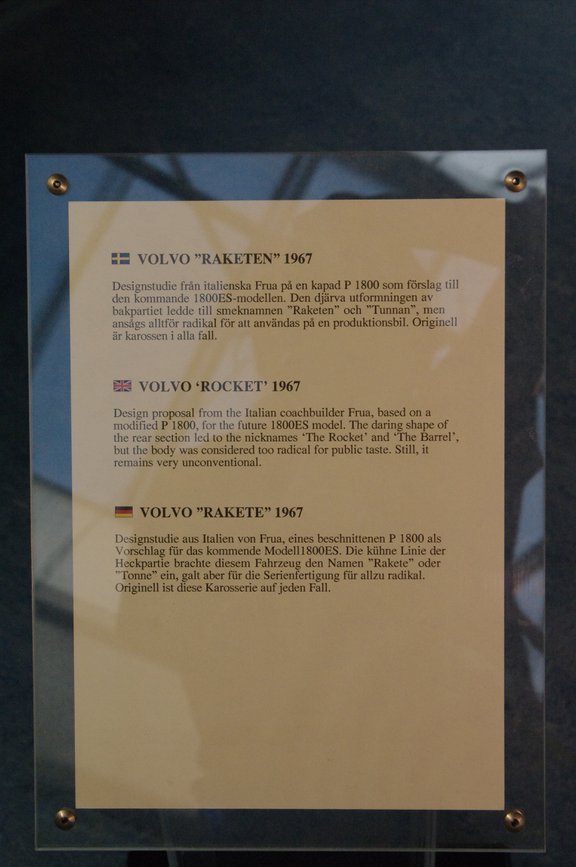 VOLVO ”RAKETEN” 1967
Designstudie från italienska Frua på en kapad P 1800 som förslag till
den kommande 1800ES-modellen. Den djärva utformningen av
bakpartiet ledde till smeknamnen ”Raketen” och ”Tunnan”, men
ansågs alltför radikal för att användas på en produktionsbil. Originell
är karossen i alla fall.
VOLVO ‘ROCKET’ 1967
Design proposal from the Italian coachbuilder Frua, based on a
modified P 1800, for the future 1800ES model. The daring shape of
the rear section led to the nicknames ‘The Rocket’ and ‘The Barrel’,
but the body was considered too radical for public taste. Still, it
remains very unconventional.
VOLVO ”RAKETE” 1967
Designstudie aus Italien von Frua, eines beschnittenen P 1800 als
Vorschlag für das kommende Modell1800ES. Die kühne Linie der
Heckpartie brachte diesem Fahrzeug den Namen ”Rakete” oder
”Tonne” ein, galt aber für die Serienfertigung für allzu radikal.
Originell ist diese Karosserie auf jeden Fall.